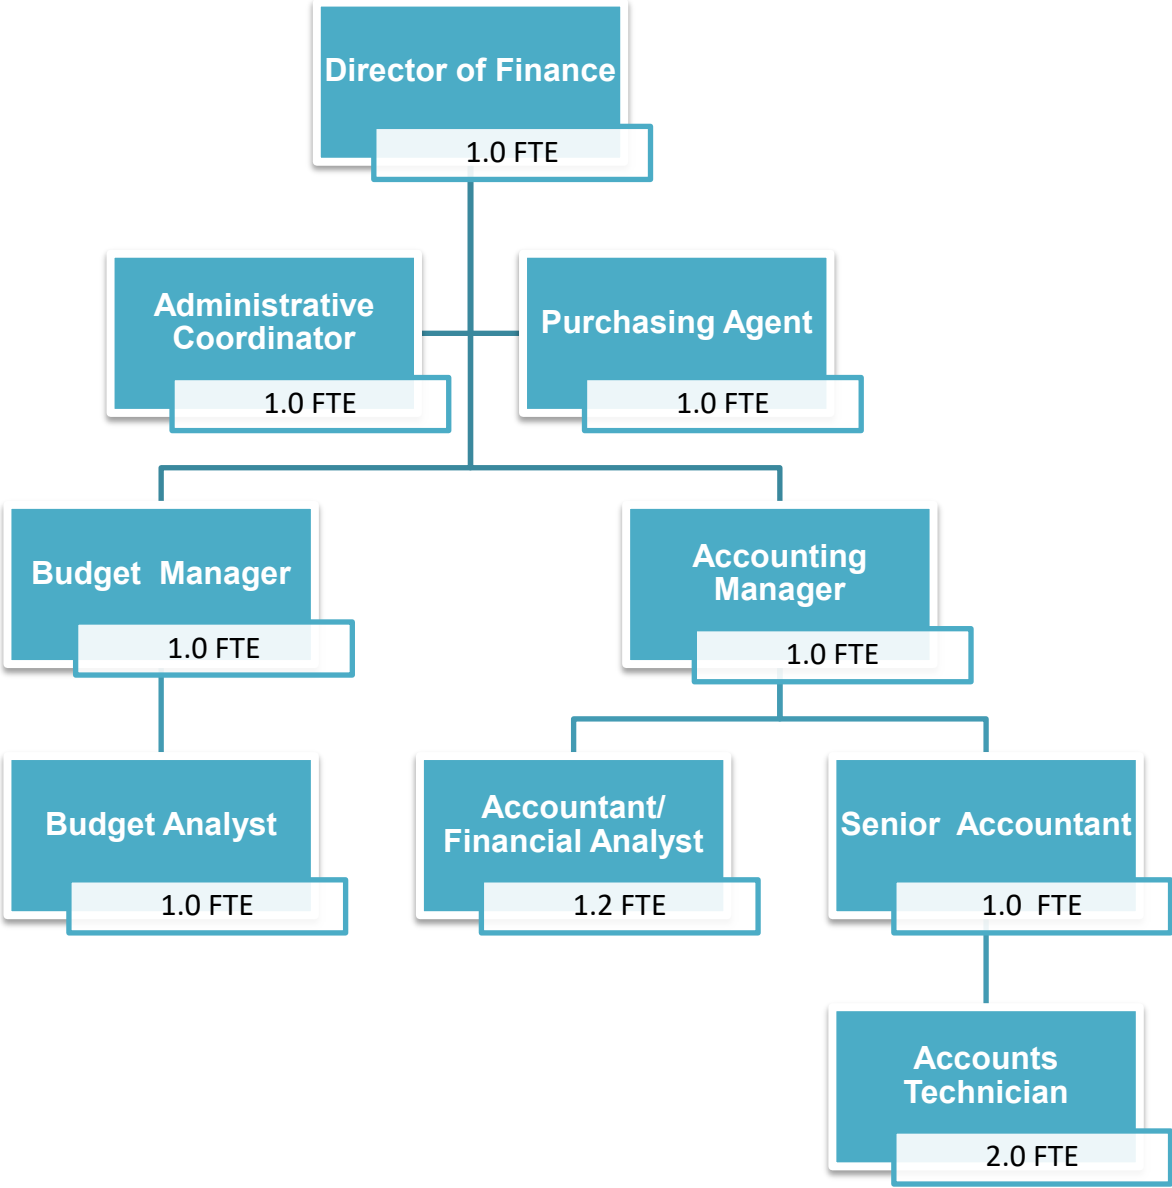 Director of Finance
1.0 FTE
Administrative
Coordinator
1.0 FTE
Purchasing Agent
1.0 FTE
Budget  Manager
1.0 FTE
Accounting
Manager
1.0 FTE
Budget Analyst
1.0 FTE
Accountant/
Financial Analyst
1.2 FTE
Senior  Accountant
1.0  FTE
Accounts
Technician
2.0 FTE